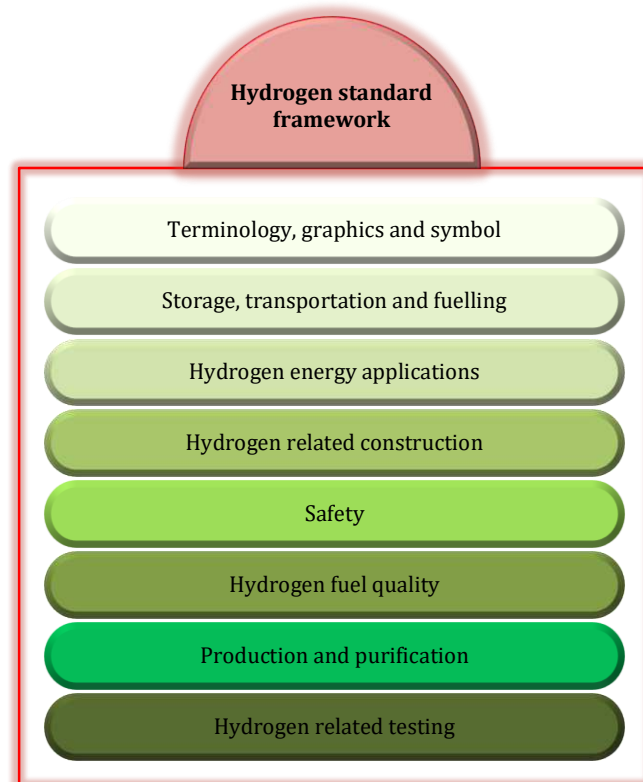 Hydrogen standard
framework
Terminology, graphics and symbol
Storage, transportation and fuelling
Hydrogen energy applications
Hydrogen related construction
Safety
Hydrogen fuel quality
Production and purification
Hydrogen related testing